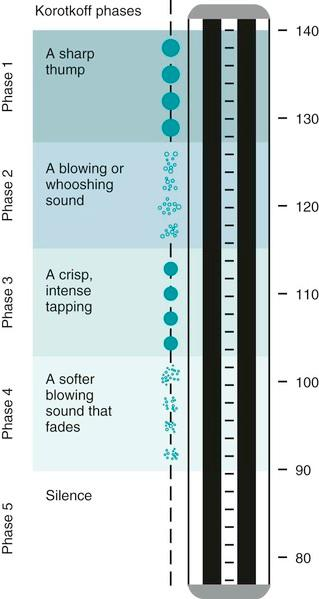 Korotkoff phases
Phase 1
A sharp
thump
Phase 2
A blowing or
whooshing
sound
Phase 3
A crisp,
intense
tapping
Phase 4
A softer
blowing
sound that
fades
Phase 5
Silence
140
130
120
110
100
90
80